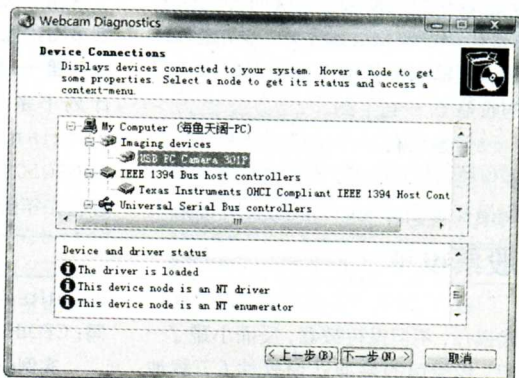 Webcam Diagnostics
Device Connections
Displays devices connected to your system. Hover a node to get
some properties. Select a node to get its status and access a
context-menu.
My Computer (海鱼天阔-PC)
Imaging devices
USB PC Camera 301P
IEEE 1394 Bus host controllers
Texas Instruments OHCI Compliant IEEE 1394 Host Cont
Universal Serial Bus controllers
Device and driver status
The driver is loaded
This device node is an NT driver
This device node is an NT enumerator
<上一步(B)
下一步(N)>
取消